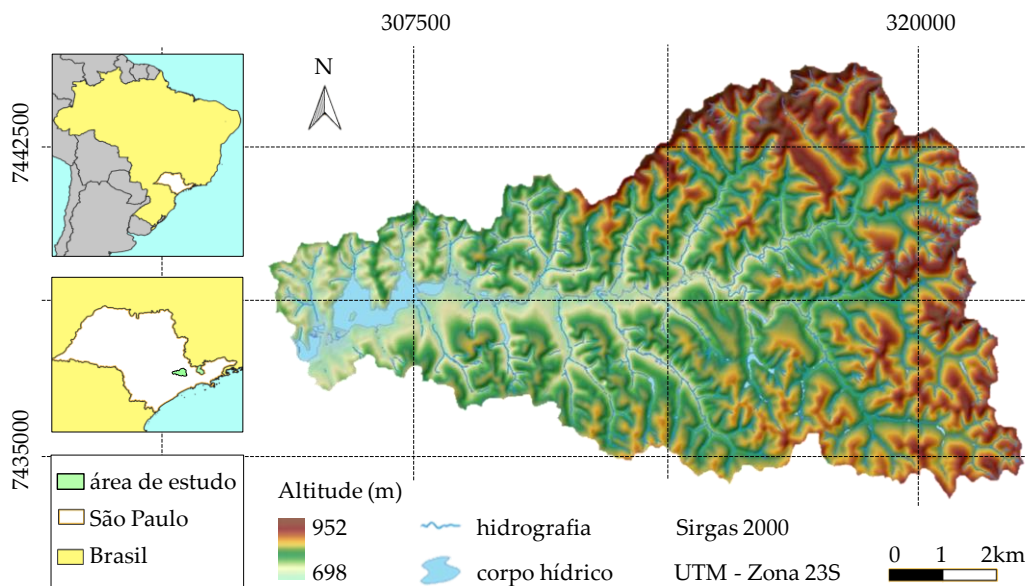 307500
320000
N
7442500
7435000
área de estudo
São Paulo
Brasil
Altitude (m)
952
698
hidrografia
corpo hídrico
Sirgas 2000
UTM - Zona 23S
0 1 2km